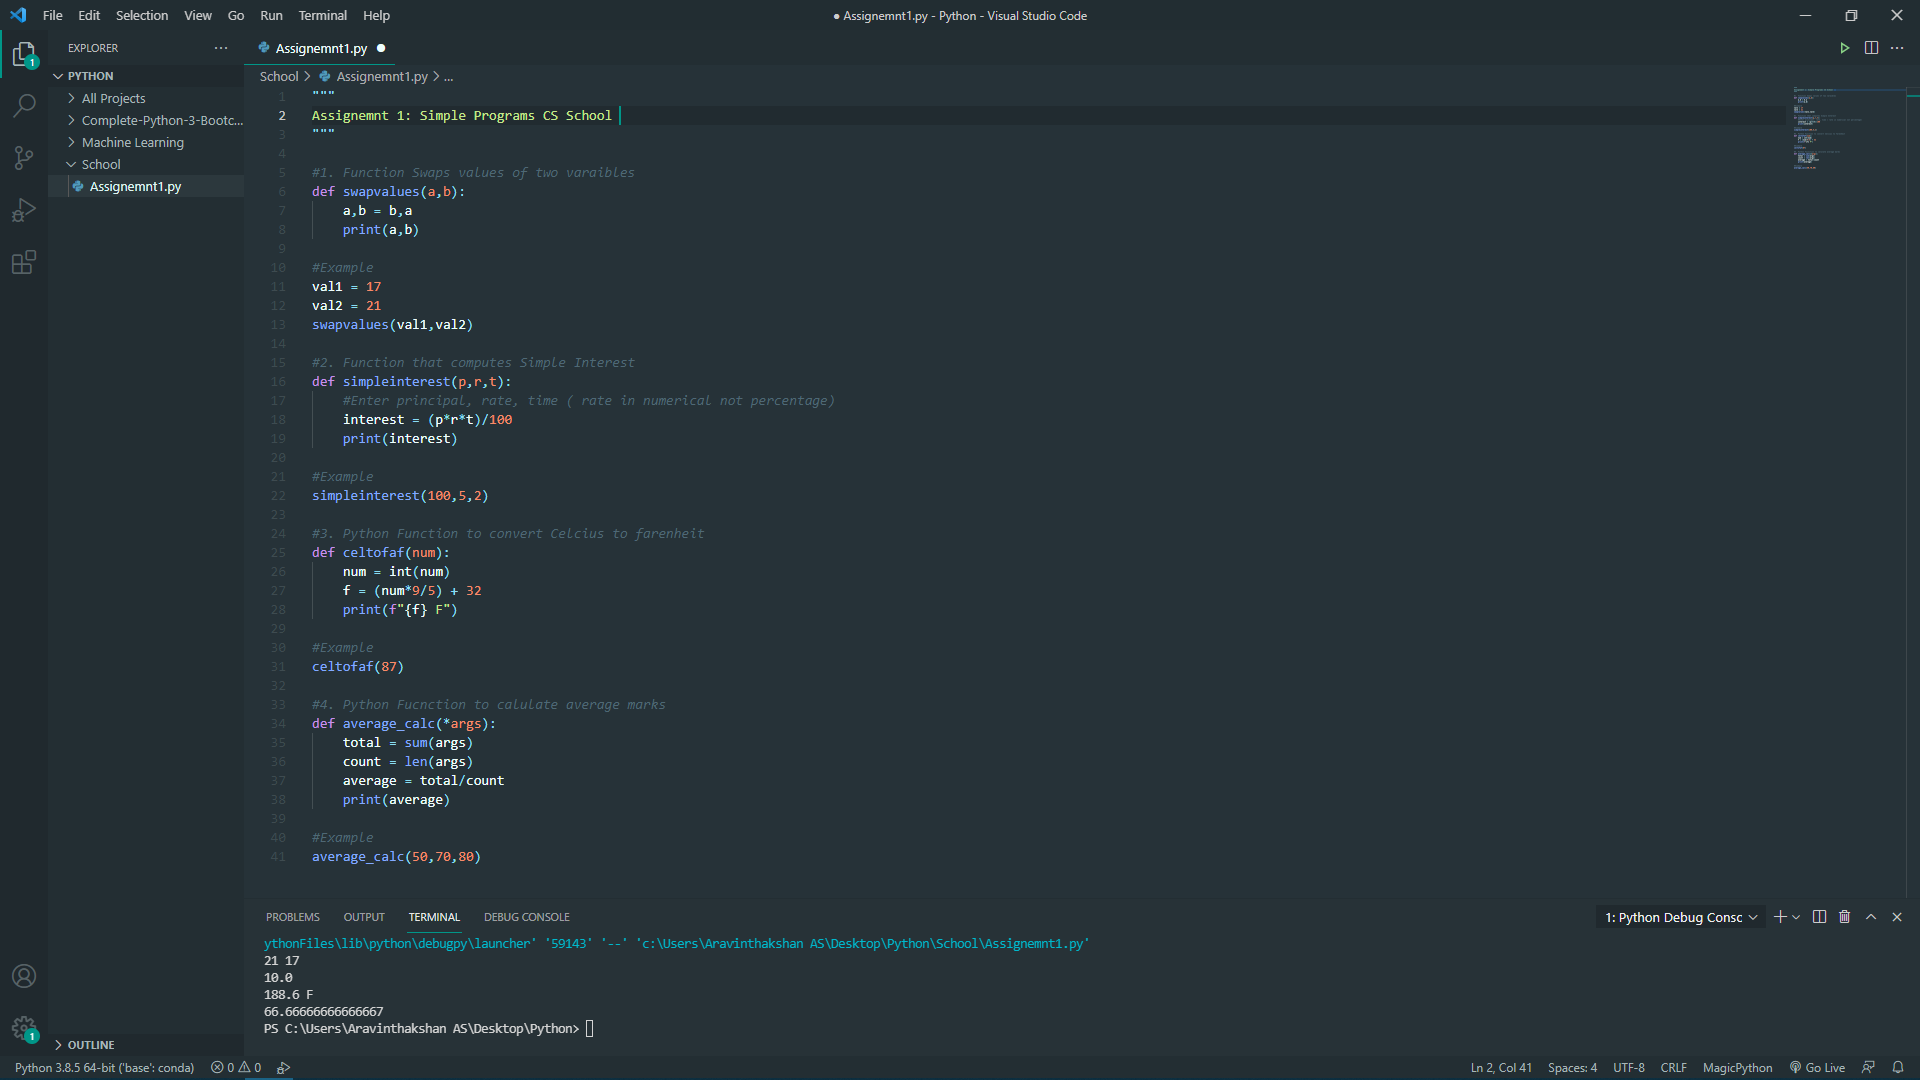 File Edit Selection View Go Run Terminal Help
● Assignemnt1.py - Python - Visual Studio Code
EXPLORER
Assignemnt1.py
PYTHON
All Projects
Complete-Python-3-Bootc...
Machine Learning
School
Assignemnt1.py
OUTLINE
School > Assignemnt1.py > ...
1 """
2 Assignemnt 1: Simple Programs CS School
3 """
4
5 #1. Function Swaps values of two varaibles
6 def swapvalues(a,b):
7 a,b = b,a
8 print(a,b)
9
10 #Example
11 val1 = 17
12 val2 = 21
13 swapvalues(val1,val2)
14
15 #2. Function that computes Simple Interest
16 def simpleinterest(p,r,t):
17 #Enter principal, rate, time ( rate in numerical not percentage)
18 interest = (p*r*t)/100
19 print(interest)
20
21 #Example
22 simpleinterest(100,5,2)
23
24 #3. Python Function to convert Celcius to farenheit
25 def celtofaf(num):
26 num = int(num)
27 f = (num*9/5) + 32
28 print(f"{f} F")
29
30 #Example
31 celtofaf(87)
32
33 #4. Python Fucnction to calulate average marks
34 def average_calc(*args):
35 total = sum(args)
36 count = len(args)
37 average = total/count
38 print(average)
39
40 #Example
41 average_calc(50,70,80)
PROBLEMS OUTPUT TERMINAL DEBUG CONSOLE
1: Python Debug Consc
ythonFiles\lib\python\debugpy\launcher' '59143' '--' 'c:\Users\Aravinthakshan AS\Desktop\Python\School\Assignemnt1.py'
21 17
10.0
188.6 F
66.66666666666667
PS C:\Users\Aravinthakshan AS\Desktop\Python>
1
1
Python 3.8.5 64-bit ('base': conda) 0 0
Ln 2, Col 41 Spaces: 4 UTF-8 CRLF MagicPython Go Live